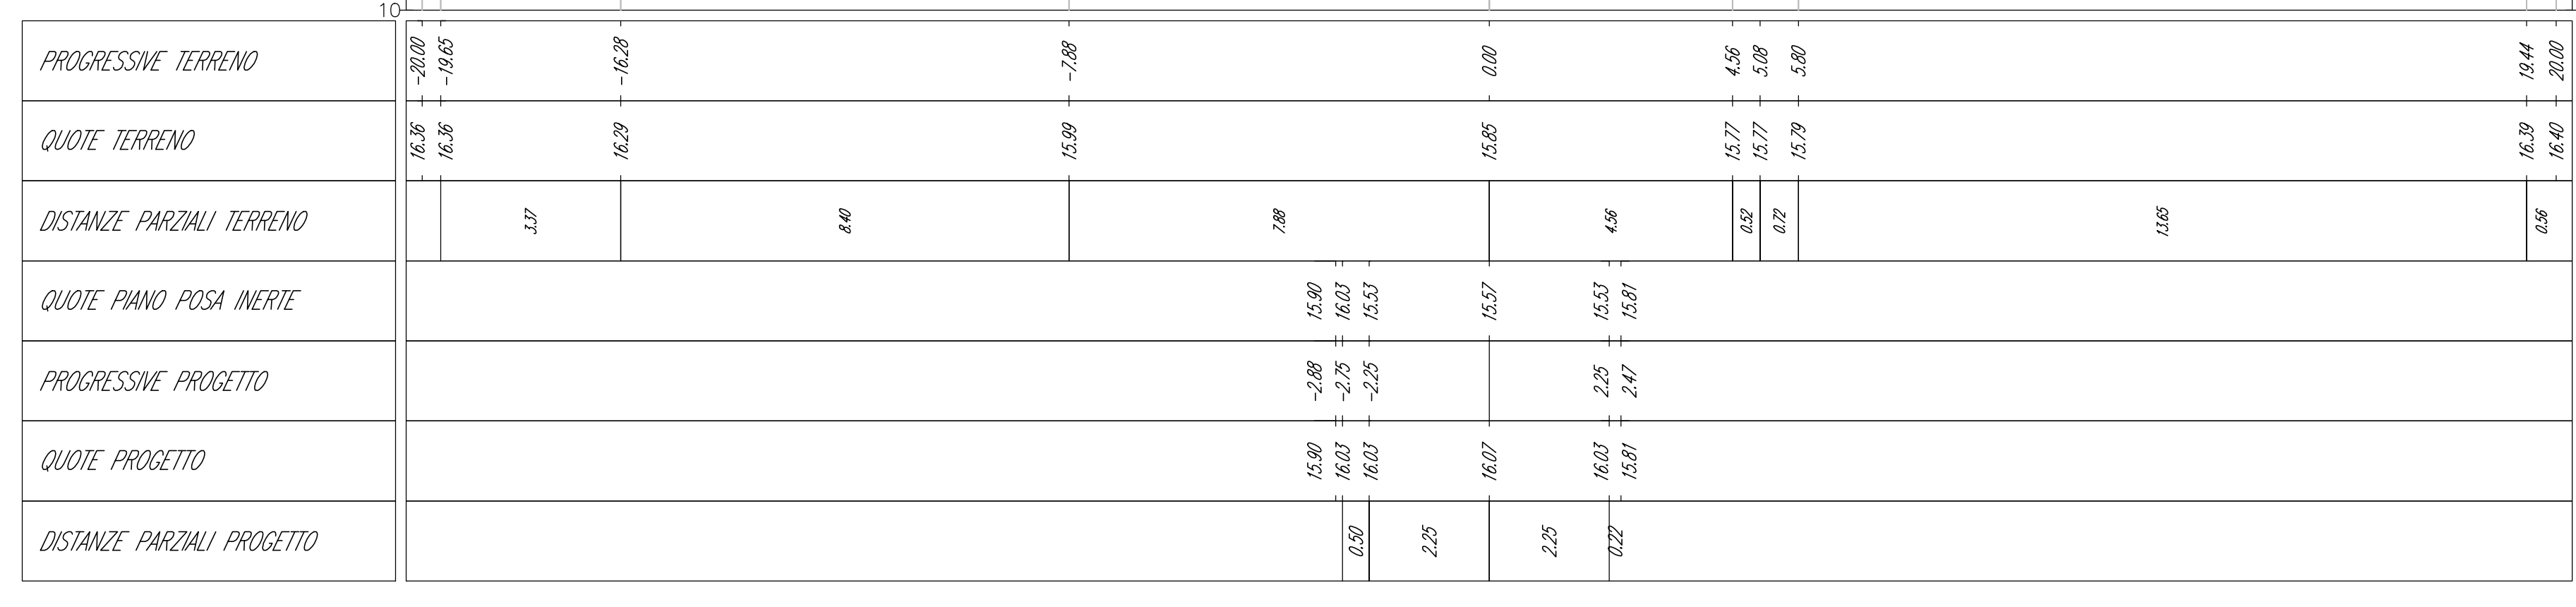 10
PROGRESSIVE TERRENO -20.00 -19.65 -16.28 -7.88 0.00 4.56 5.08 5.80 19.44 20.00
QUOTE TERRENO 16.36 16.36 16.29 15.99 15.85 15.77 15.77 15.79 16.39 16.40
DISTANZE PARZIALI TERRENO 3.37 8.40 7.88 4.56 0.52 0.72 13.65 0.56
QUOTE PIANO POSA INERTE 15.90 16.03 15.53 15.57 15.53 15.81
PROGRESSIVE PROGETTO -2.88 -2.75 -2.25 2.25 2.47
QUOTE PROGETTO 15.90 16.03 16.03 16.07 16.03 15.81
DISTANZE PARZIALI PROGETTO 0.50 2.25 2.25 0.22